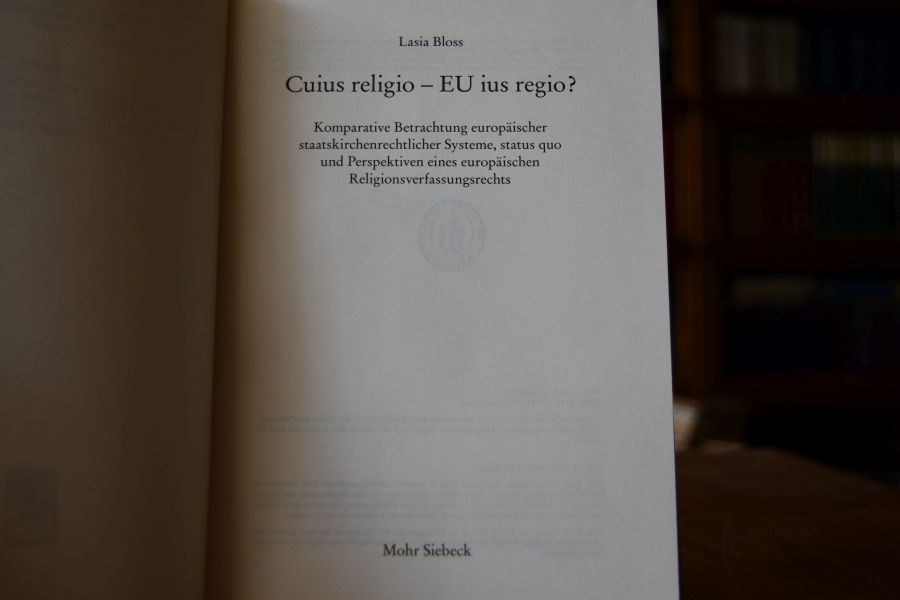 Lasia Bloss
Cuius religio – EU ius regio?
Komparative Betrachtung europäischer
staatskirchenrechtlicher Systeme, status quo
und Perspektiven eines europäischen
Religionsverfassungsrechts
Mohr Siebeck